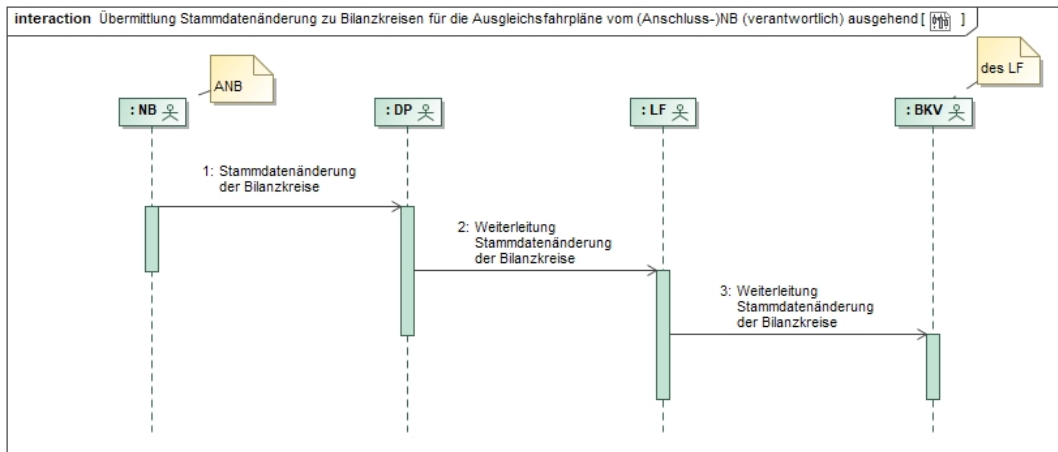 interaction Übermittlung Stammdatenänderung zu Bilanzkreisen für die Ausgleichsfahrpläne vom (Anschluss-)NB (verantwortlich) ausgehend [ ]
ANB
des LF
: NB
: DP
: LF
: BKV
1: Stammdatenänderung
der Bilanzkreise
2: Weiterleitung
Stammdatenänderung
der Bilanzkreise
3: Weiterleitung
Stammdatenänderung
der Bilanzkreise